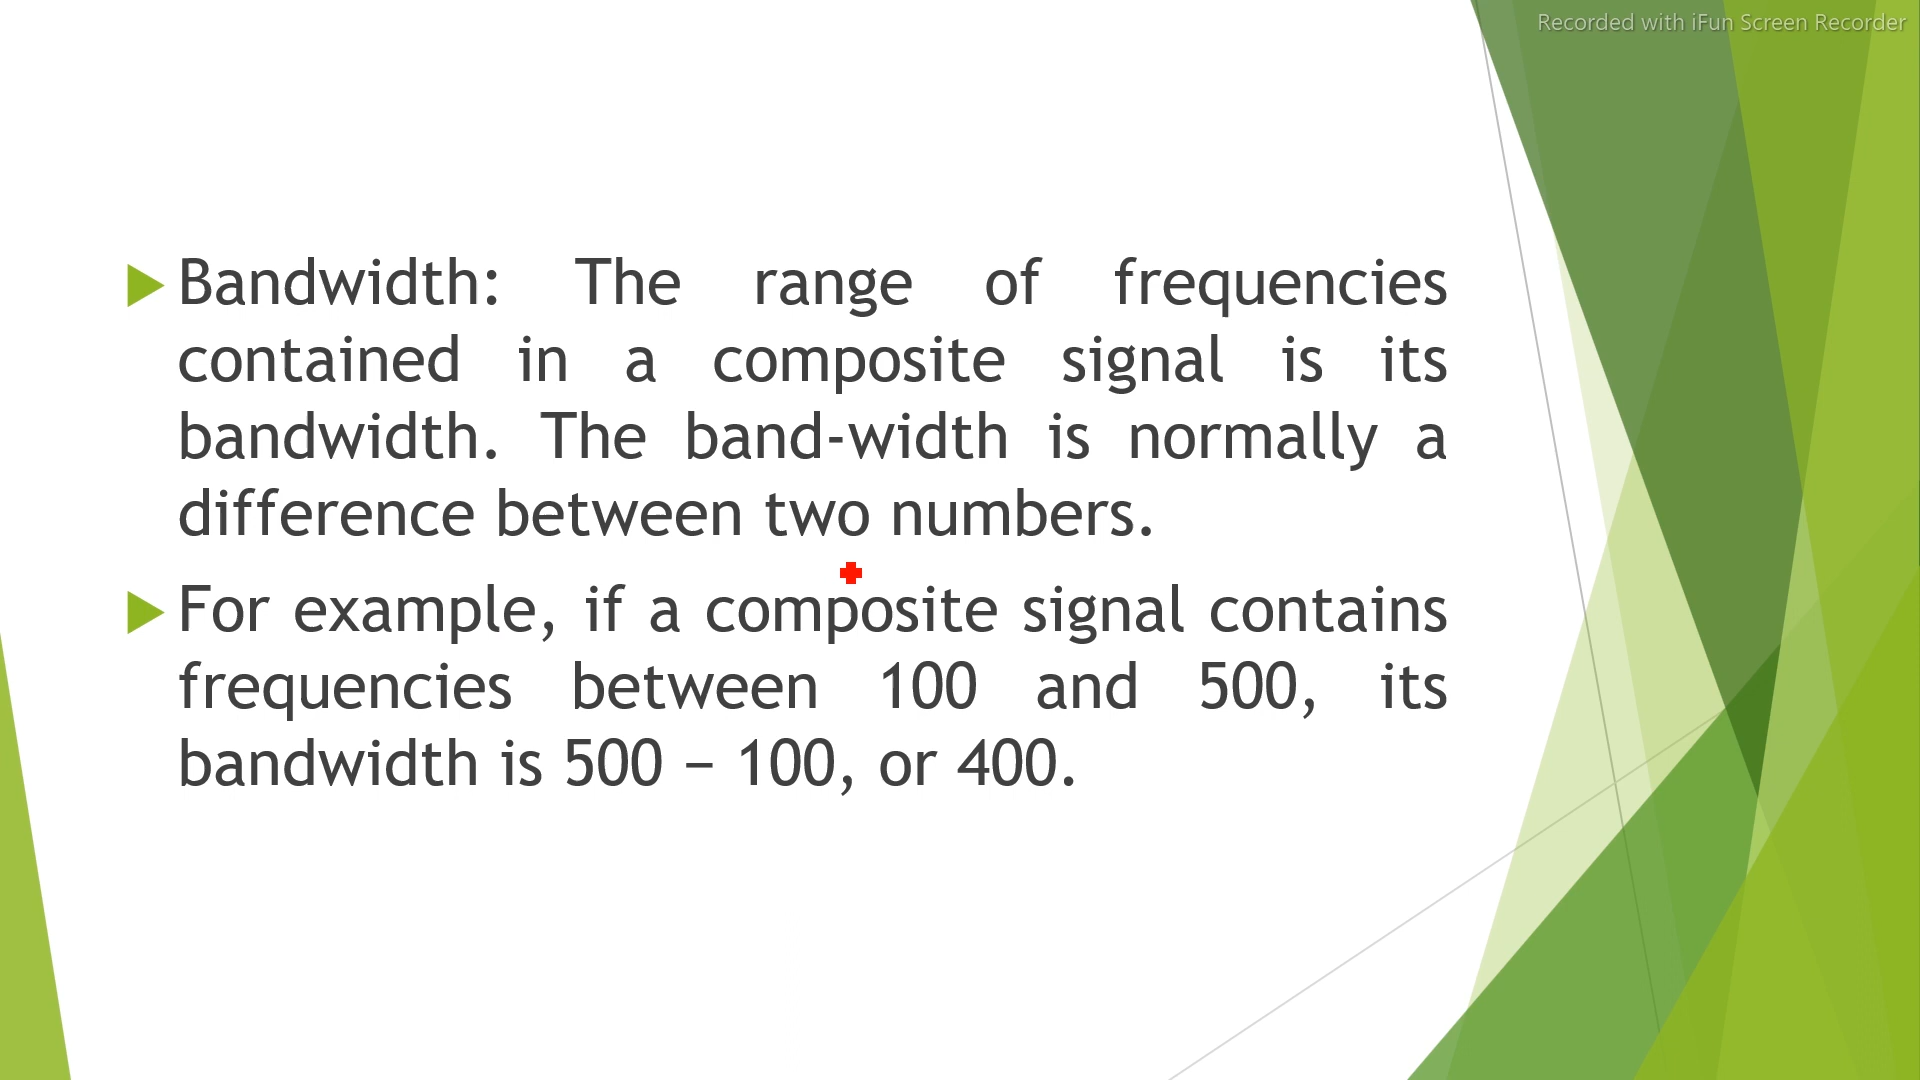 Recorded with iFun Screen Recorder
Bandwidth: The range of frequencies
contained in a composite signal is its
bandwidth. The band-width is normally a
difference between two numbers.
For example, if a composite signal contains
frequencies between 100 and 500, its
bandwidth is 500 − 100, or 400.